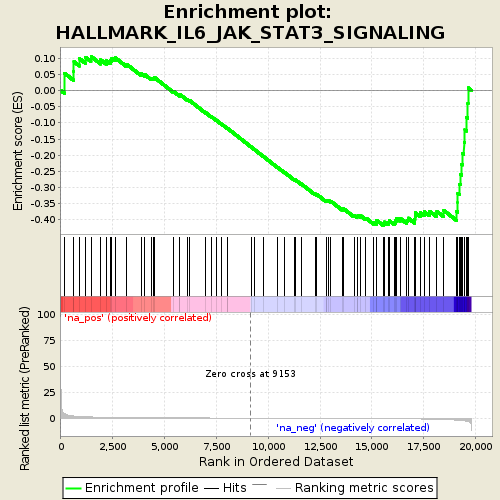 Enrichment plot:
HALLMARK_IL6_JAK_STAT3_SIGNALING
Enrichment score (ES)
0.10
0.05
0.00
-0.05
-0.10
-0.15
-0.20
-0.25
-0.30
-0.35
-0.40
Ranked list metric (PreRanked)
100
75
50
25
0
'na_pos' (positively correlated)
Zero cross at 9153
'na_neg' (negatively correlated)
0
2,500
5,000
7,500
10,000
12,500
15,000
17,500
20,000
Rank in Ordered Dataset
Enrichment profile
Hits
Ranking metric scores